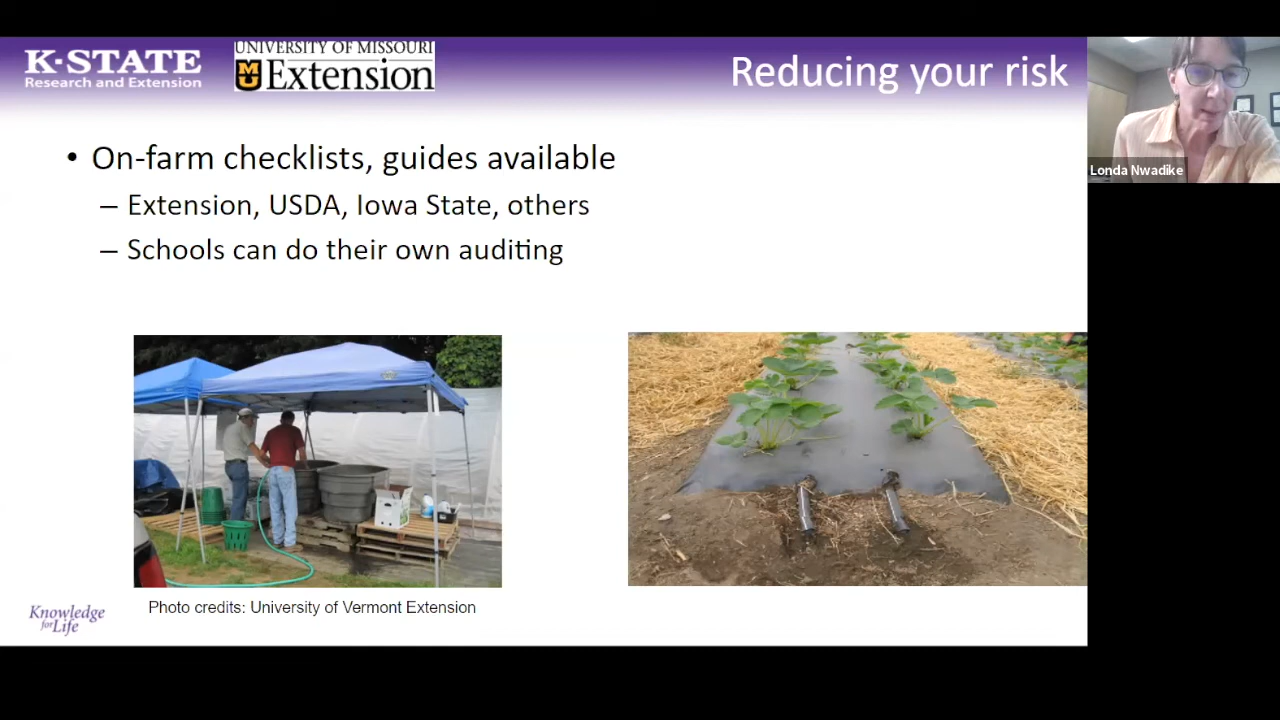 K-STATE
Research and Extension
UNIVERSITY OF MISSOURI
Extension
Reducing your risk
Londa Nwadike
• On-farm checklists, guides available
– Extension, USDA, Iowa State, others
– Schools can do their own auditing
Photo credits: University of Vermont Extension
Knowledge
for Life